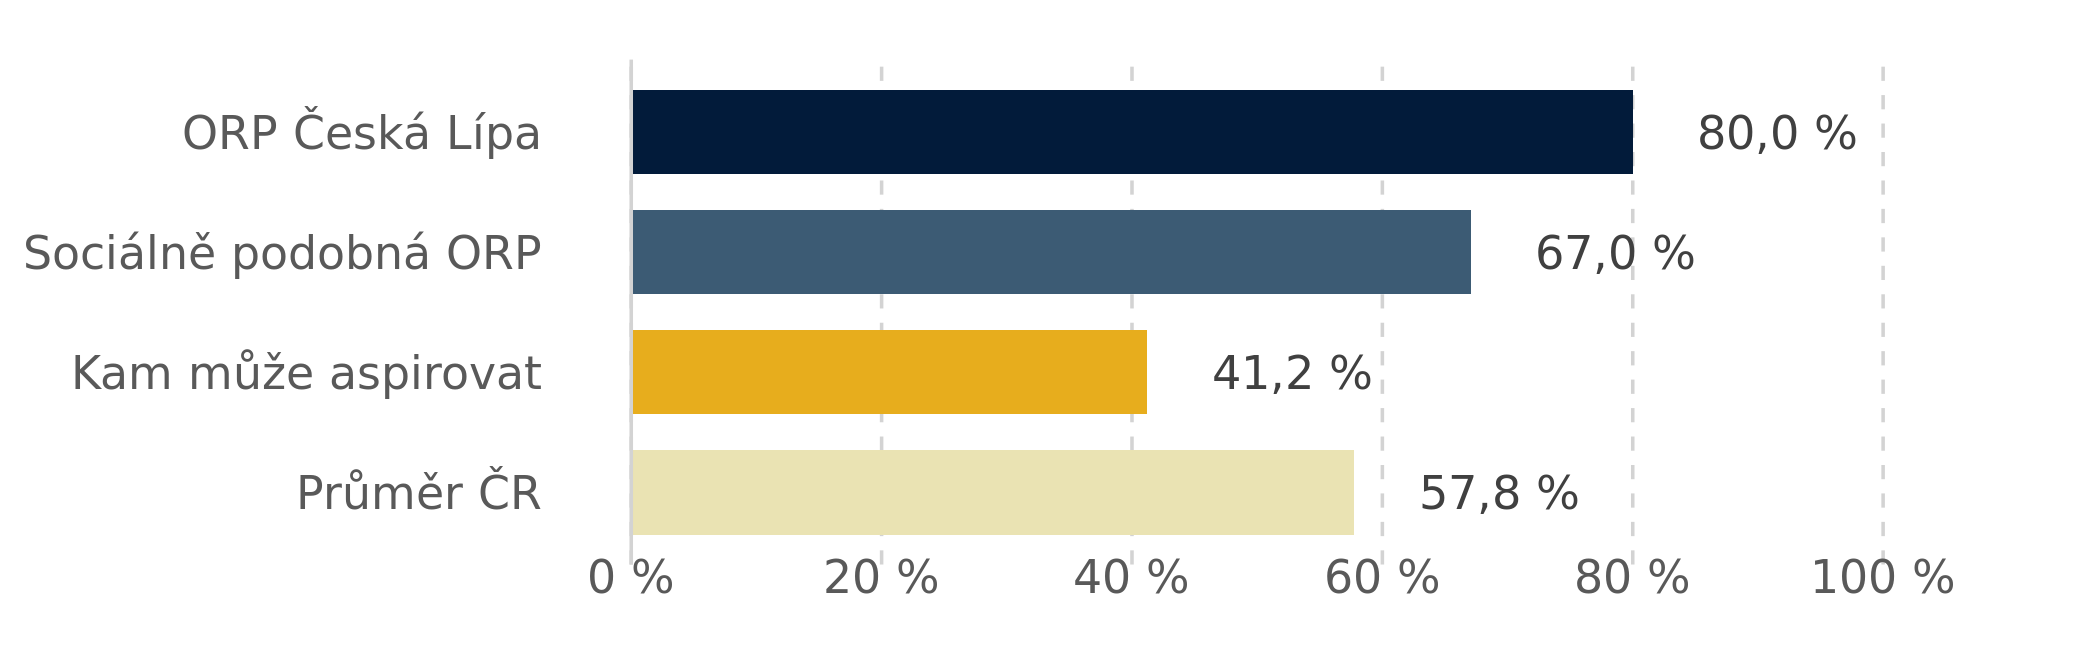 ORP Česká Lípa
80,0 %
Sociálně podobná ORP
67,0 %
Kam může aspirovat
41,2 %
Průměr ČR
57,8 %
0 % 20 % 40 % 60 % 80 % 100 %